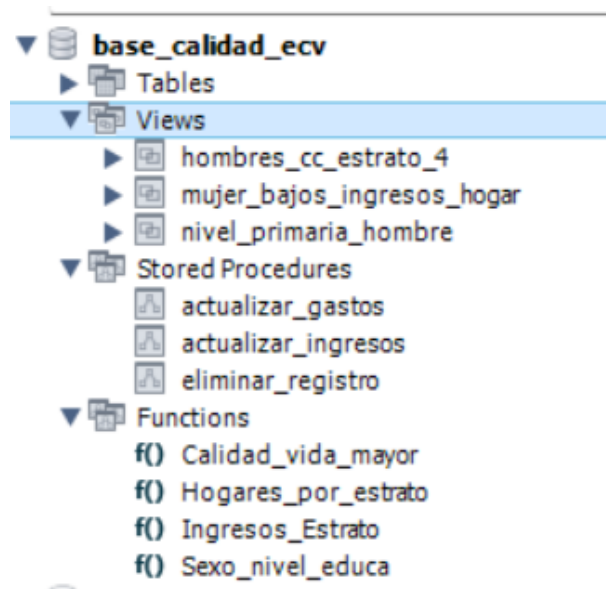 base_calidad_ecv
Tables
Views
hombres_cc_estrato_4
mujer_bajos_ingresos_hogar
nivel_primaria_hombre
Stored Procedures
actualizar_gastos
actualizar_ingresos
eliminar_registro
Functions
f() Calidad_vida_mayor
f() Hogares_por_estrato
f() Ingresos_Estrato
f() Sexo_nivel_educa